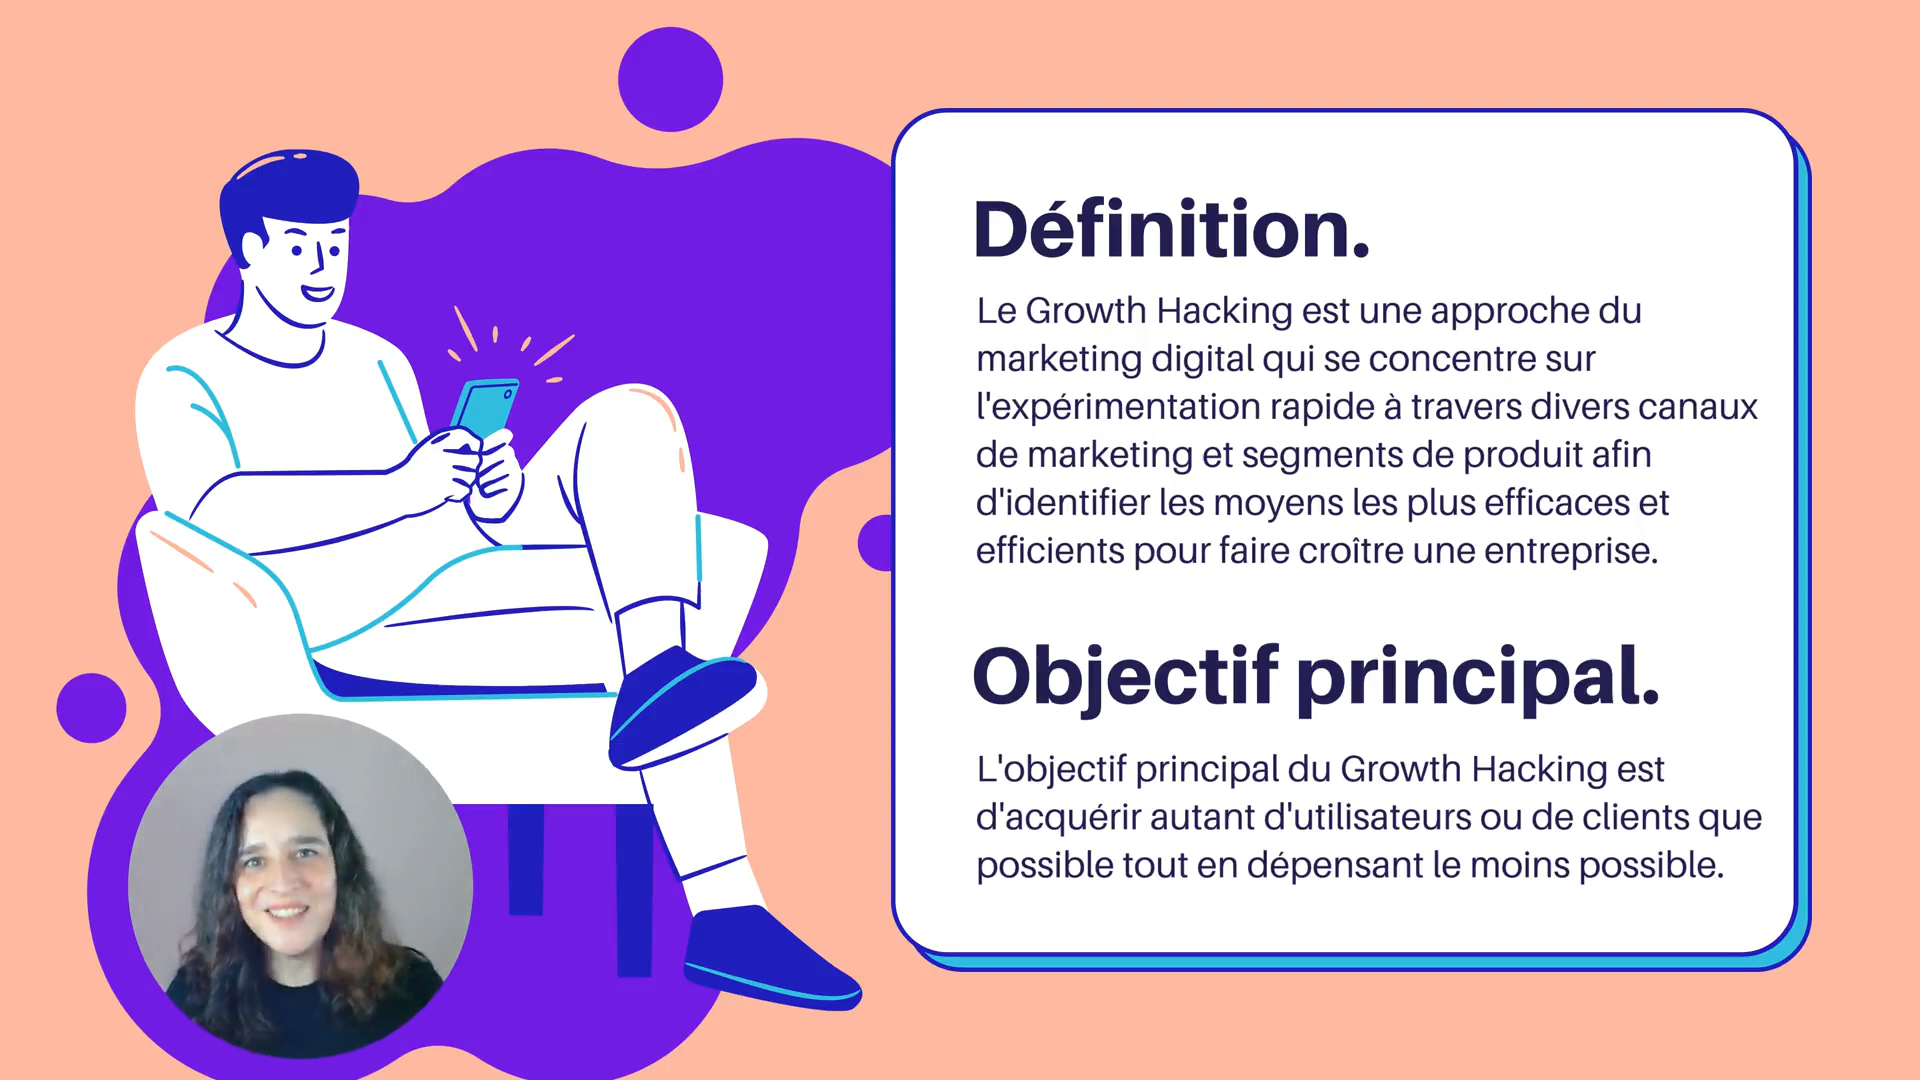 Définition.
Le Growth Hacking est une approche du
marketing digital qui se concentre sur
l'expérimentation rapide à travers divers canaux
de marketing et segments de produit afin
d'identifier les moyens les plus efficaces et
efficients pour faire croître une entreprise.
Objectif principal.
L'objectif principal du Growth Hacking est
d'acquérir autant d'utilisateurs ou de clients que
possible tout en dépensant le moins possible.